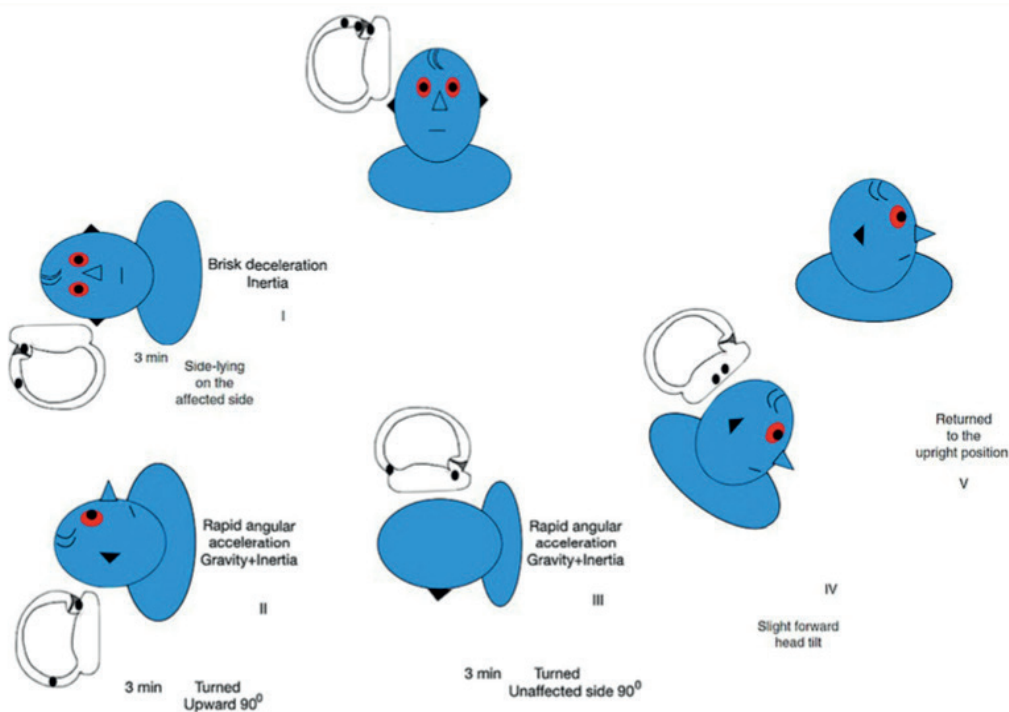 Brisk deceleration
Inertia
I
3 min
Side-lying
on the
affected side
Rapid angular
acceleration
Gravity+Inertia
II
3 min Turned
Upward 90⁰
Rapid angular
acceleration
Gravity+Inertia
III
3 min Turned
Unaffected side 90⁰
IV
Slight forward
head tilt
Returned
to the
upright position
V